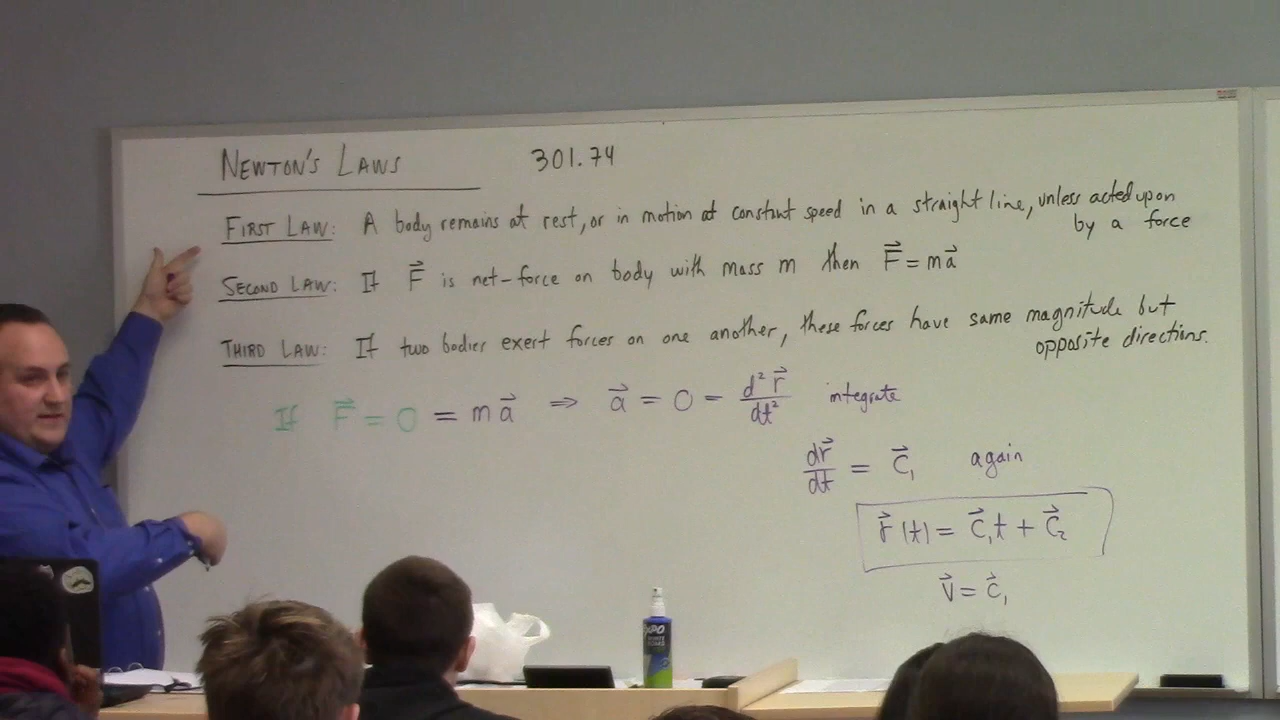 NEWTON'S LAWS 301.74
FIRST LAW: A body remains at rest, or in motion at constant speed in a straight line, unless acted upon
by a force
SECOND LAW: If F⃗ is net-force on body with mass m then F⃗ = ma⃗
THIRD LAW: If two bodies exert forces on one another, these forces have same magnitude but
opposite directions.
If F⃗ = 0 = ma⃗ ⇒ a⃗ = 0 = d²r⃗/dt² integrate
dr⃗/dt = C⃗₁ again
r⃗(t) = C⃗₁t + C⃗₂
v⃗ = c⃗₁
EXPO